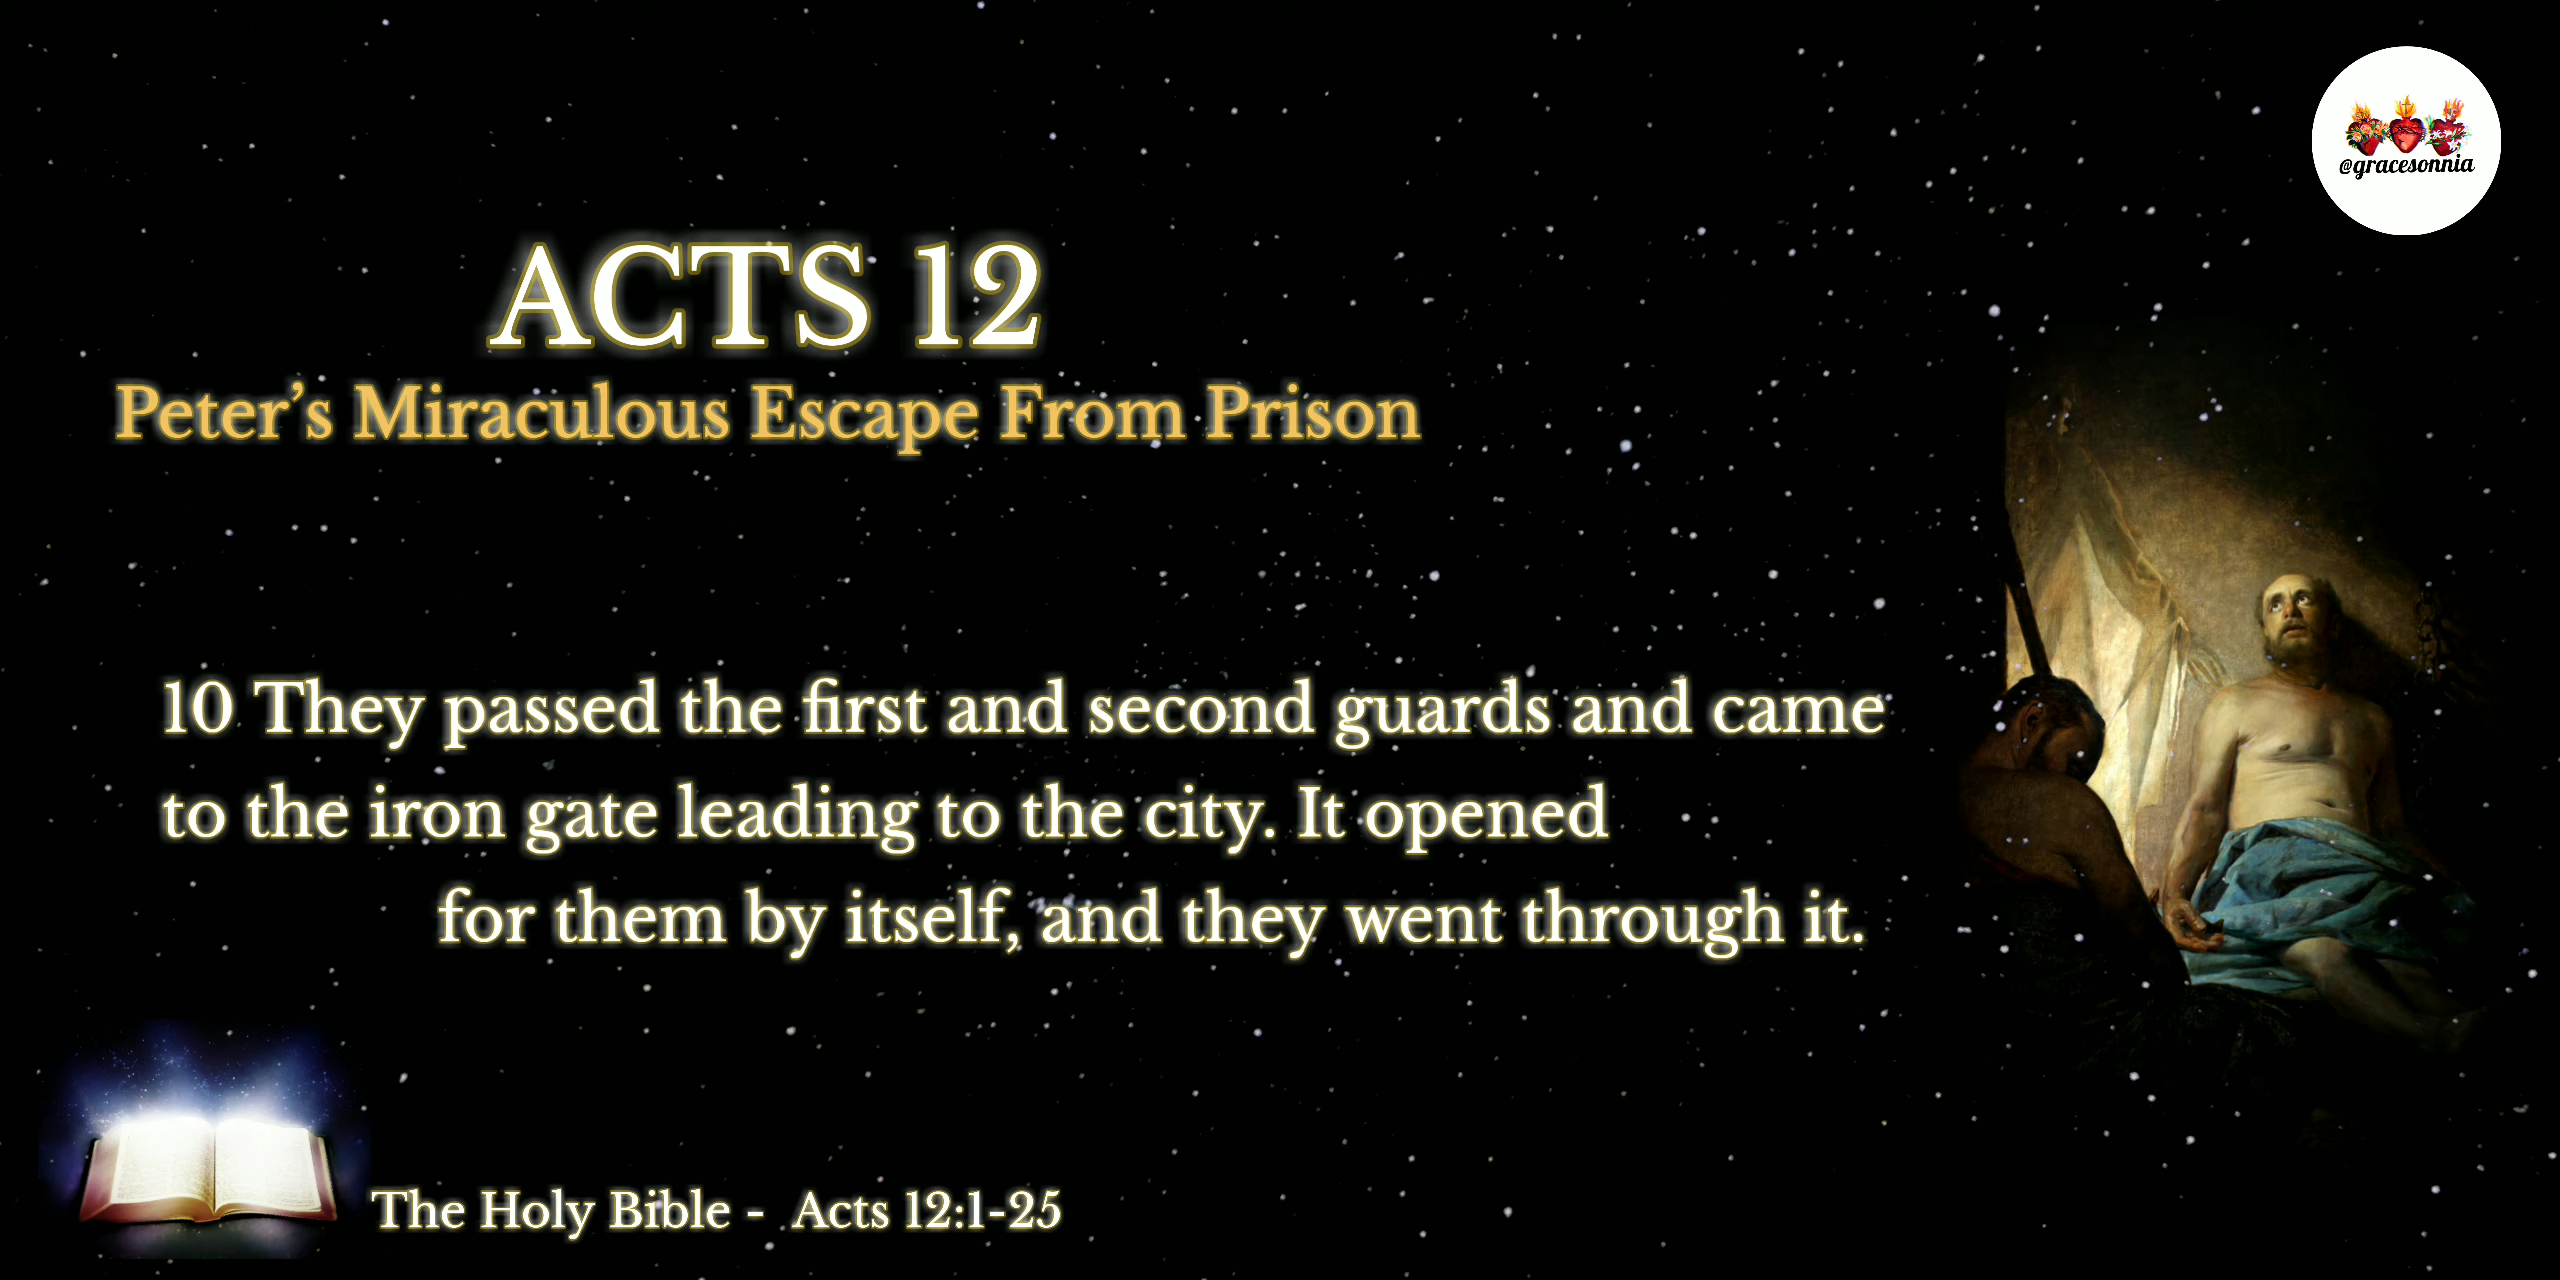 @gracesonnia
ACTS 12
Peter’s Miraculous Escape From Prison
10 They passed the first and second guards and came
to the iron gate leading to the city. It opened
for them by itself, and they went through it.
The Holy Bible - Acts 12:1-25